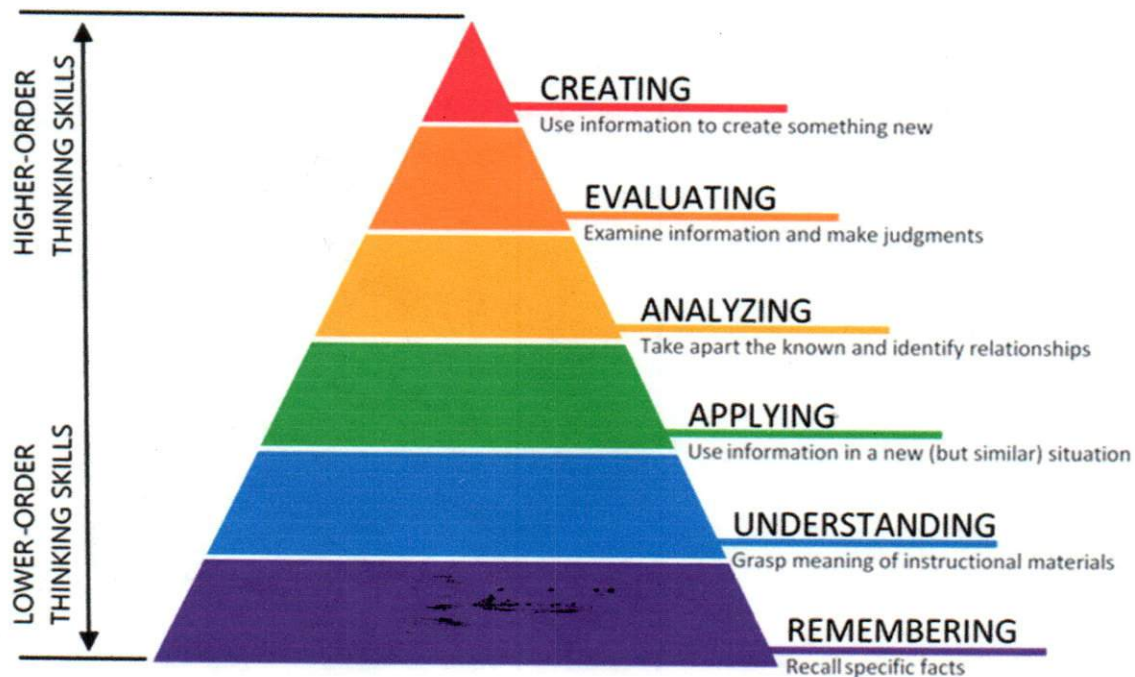 HIGHER-ORDER
THINKING SKILLS
LOWER-ORDER
THINKING SKILLS
CREATING
Use information to create something new
EVALUATING
Examine information and make judgments
ANALYZING
Take apart the known and identify relationships
APPLYING
Use information in a new (but similar) situation
UNDERSTANDING
Grasp meaning of instructional materials
REMEMBERING
Recall specific facts